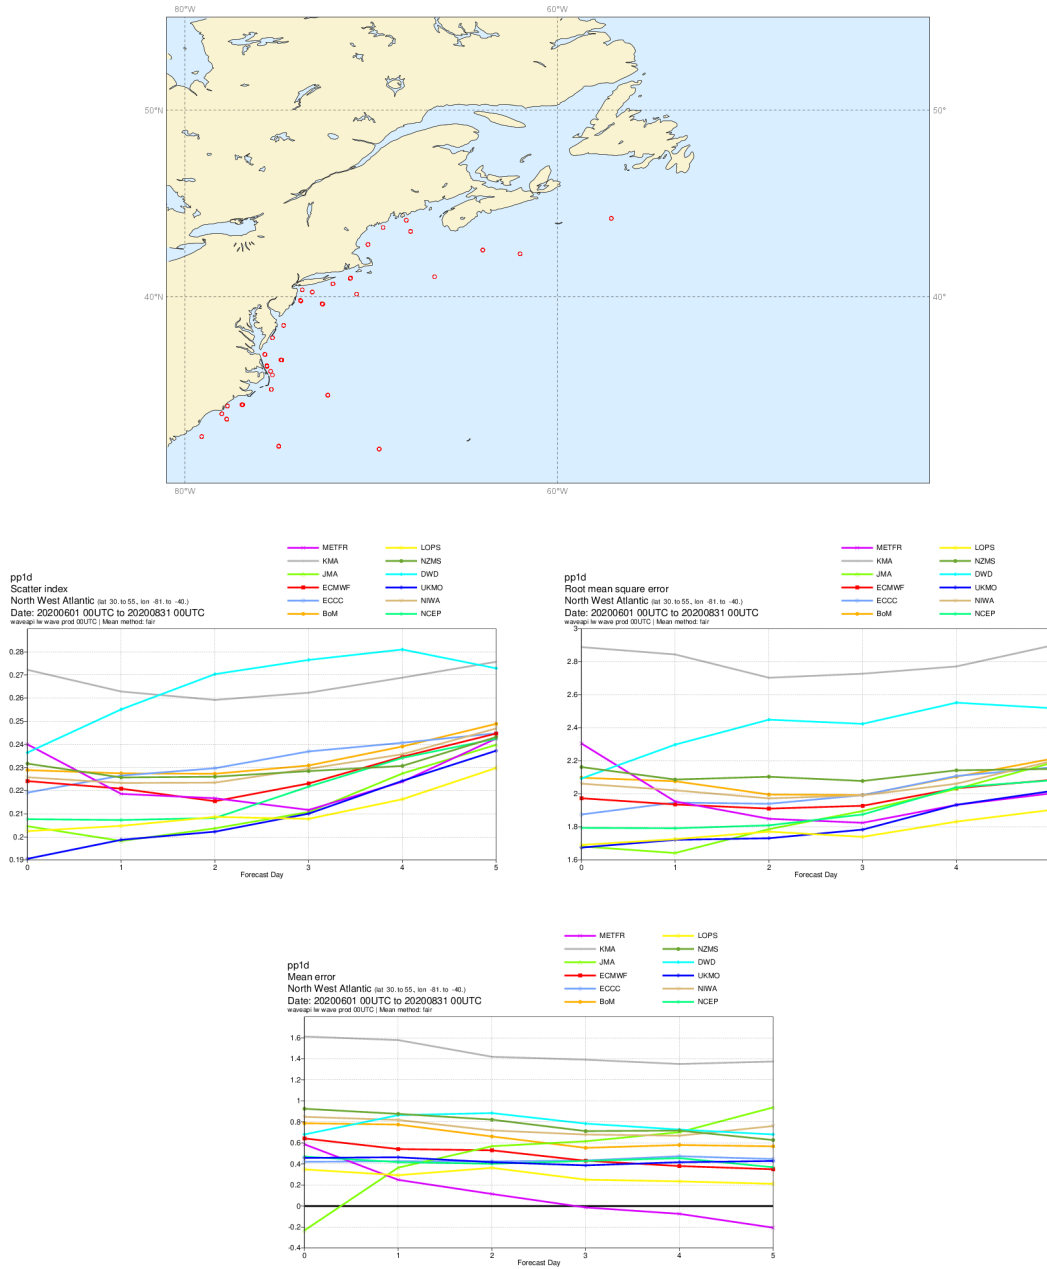 80°W 60°W
50°N 50°
40°N 40°
80°W 60°W
METFR LOPS
KMA NZMS
JMA DWD
ECMWF UKMO
ECCC NIWA
BoM NCEP
pp1d
Scatter index
North West Atlantic (lat 30. to 55., lon -81. to -40.)
Date: 20200601 00UTC to 20200831 00UTC
waveapi lw wave prod 00UTC | Mean method: fair
0.28
0.27
0.26
0.25
0.24
0.23
0.22
0.21
0.2
0.19
0 1 2 3 4 5
Forecast Day
METFR LOPS
KMA NZMS
JMA DWD
ECMWF UKMO
ECCC NIWA
BoM NCEP
pp1d
Root mean square error
North West Atlantic (lat 30. to 55., lon -81. to -40.)
Date: 20200601 00UTC to 20200831 00UTC
waveapi lw wave prod 00UTC | Mean method: fair
3
2.8
2.6
2.4
2.2
2
1.8
1.6
0 1 2 3 4
Forecast Day
METFR LOPS
KMA NZMS
JMA DWD
ECMWF UKMO
ECCC NIWA
BoM NCEP
pp1d
Mean error
North West Atlantic (lat 30. to 55., lon -81. to -40.)
Date: 20200601 00UTC to 20200831 00UTC
waveapi lw wave prod 00UTC | Mean method: fair
1.6
1.4
1.2
1
0.8
0.6
0.4
0.2
0
-0.2
-0.4
0 1 2 3 4 5
Forecast Day